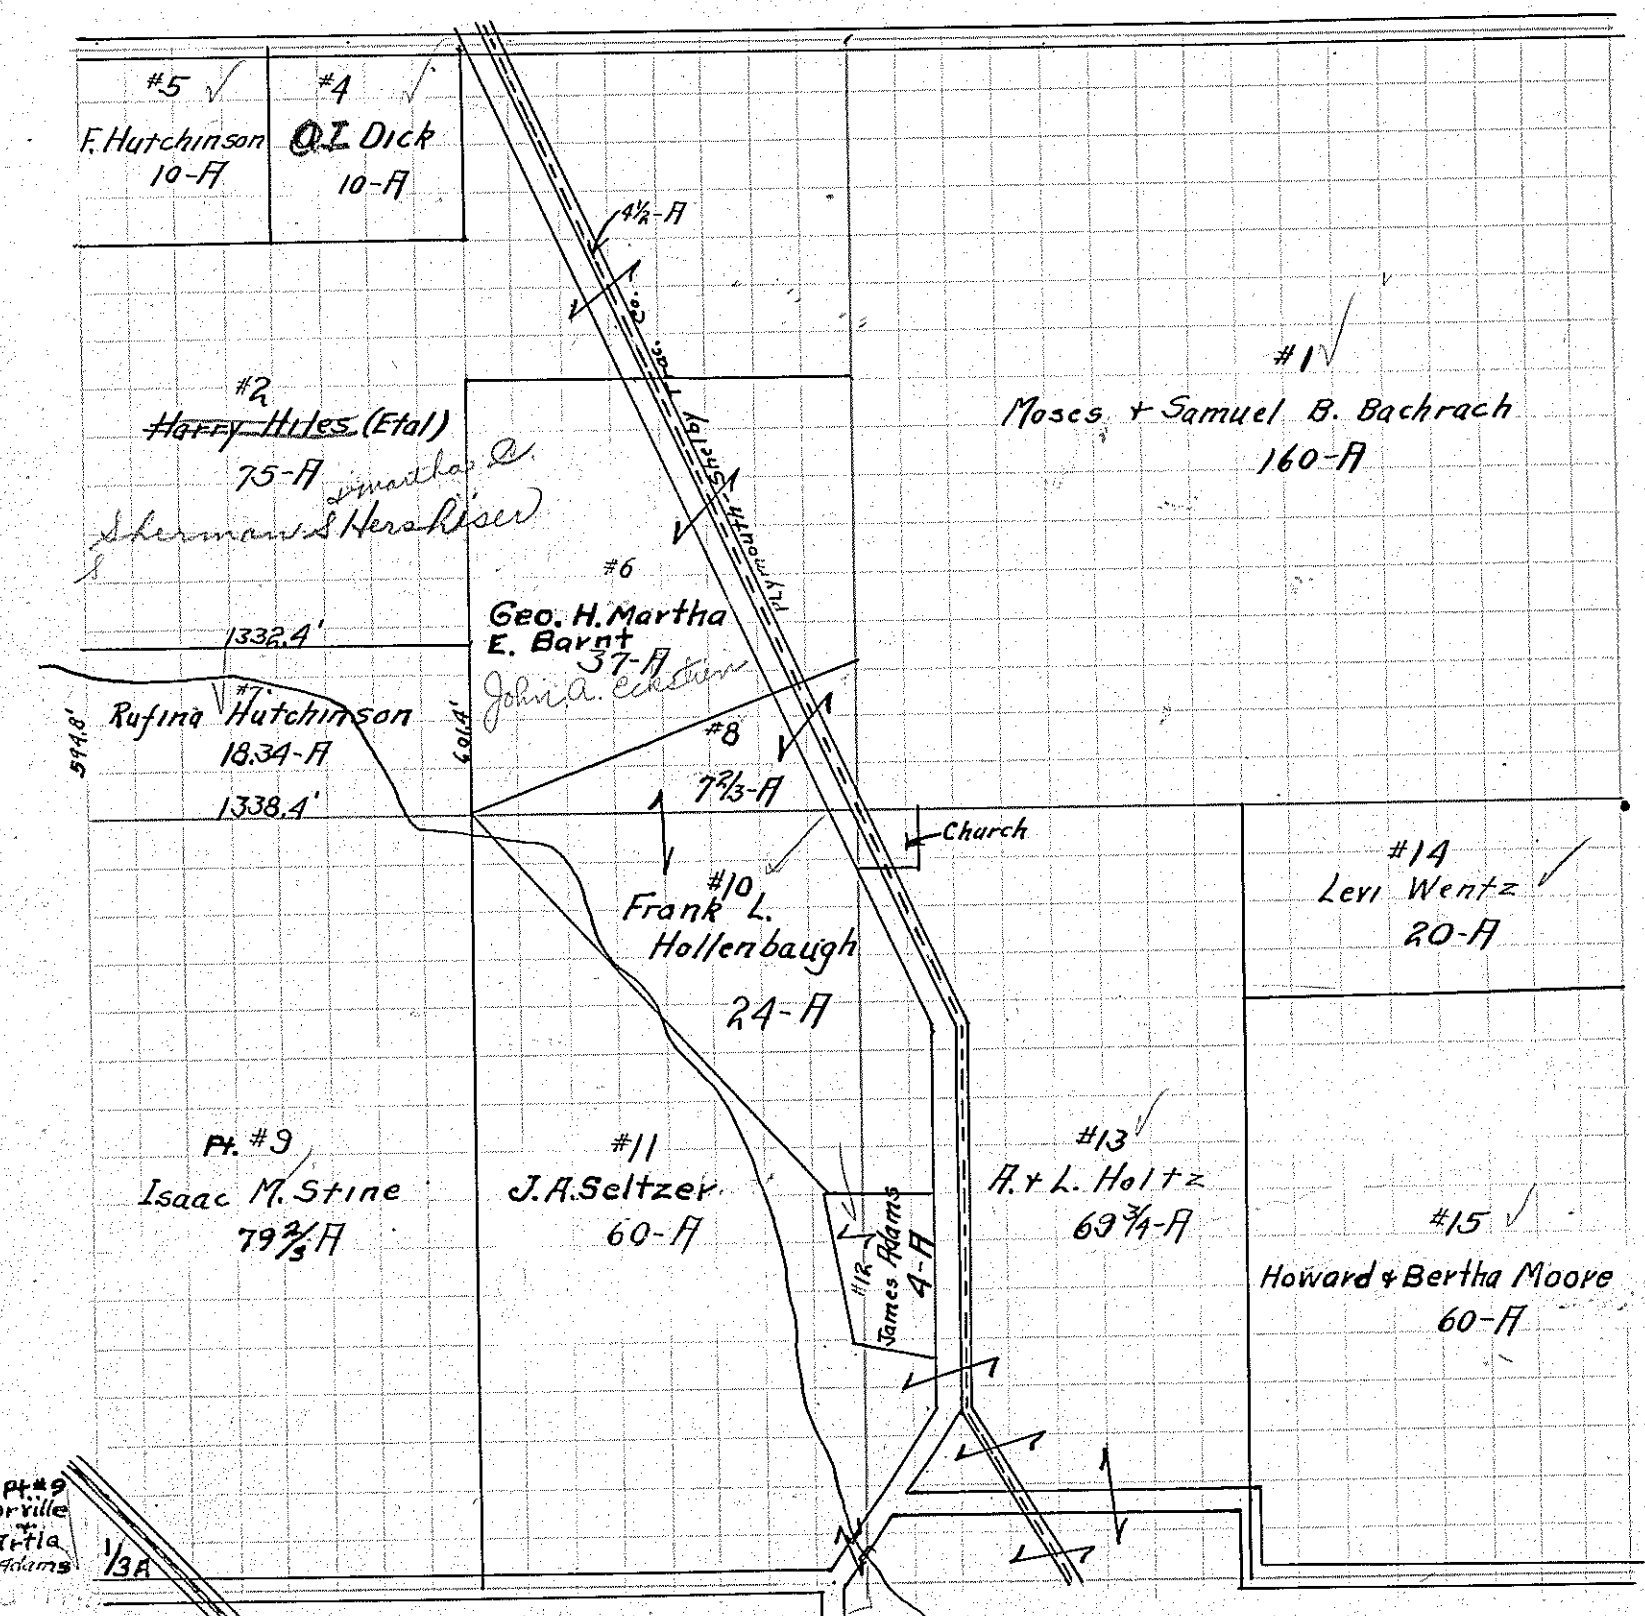 #5
F. Hutchinson
10-A
#4
O I Dick
10-A
4½-A
Plymouth-Shelby Trac. Co.
#1
Moses + Samuel B. Bachrach
160-A
#2
Harry Hiles (Etal)
75-A
Sherman S Hershiser
#6
Geo. H. Martha
E. Barnt
37-A
John A.
1332.4'
#7
Rufina Hutchinson
18.34-A
1338.4'
594.8'
601.4'
#8
7⅔-A
Church
#10
Frank L.
Hollenbaugh
24-A
#14
Levi Wentz
20-A
Pt. #9
Isaac M. Stine
79⅔-A
#11
J.A. Seltzer
60-A
#12
James Adams
4-A
#13
A. + L. Holtz
69¾-A
#15
Howard & Bertha Moore
60-A
Pt. #9
Adams
1/3A